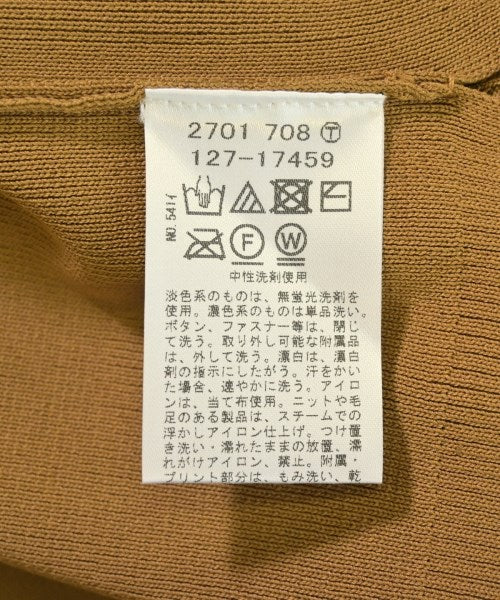 2701 708 Ⓣ
127-17459
NO.5411
F W
中性洗剤使用
淡色系のものは、無蛍光洗剤を
使用。濃色系のものは単品洗い。
ボタン、ファスナー等は、閉じ
て洗う。取り外し可能な附属品
は、外して洗う。漂白は、漂白
剤の指示にしたがう。汗をかい
た場合、速やかに洗う。アイロ
ンは、当て布使用。ニットや毛
足のある製品は、スチームでの
浮かしアイロン仕上げ。つけ置
き洗い・濡れたままの放置、濡
れがけアイロン、禁止。附属・
プリント部分は、もみ洗い、乾